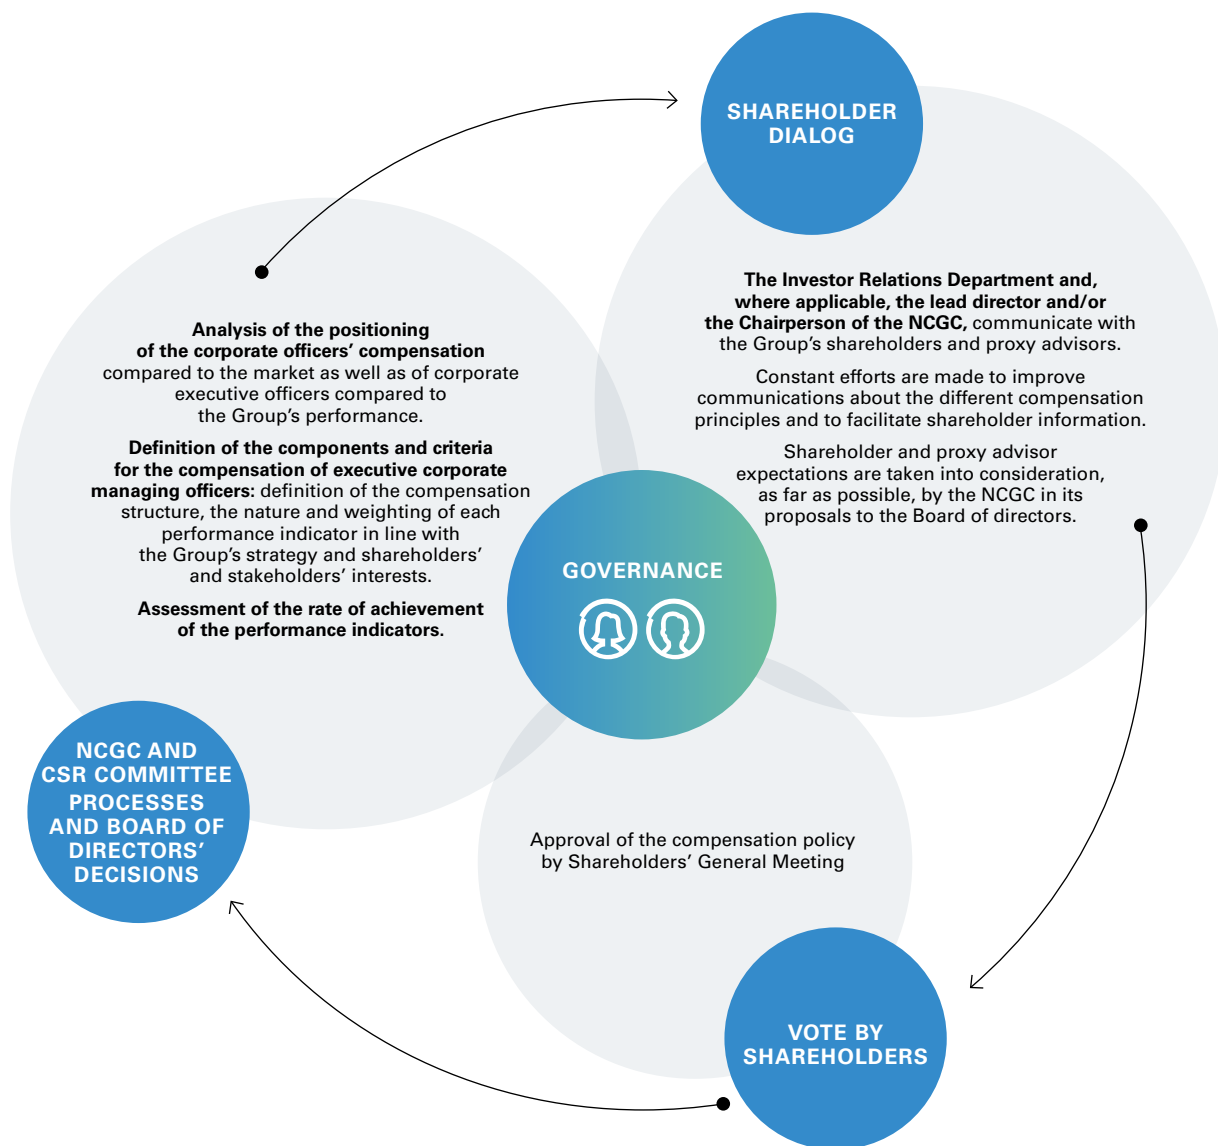 SHAREHOLDER
DIALOG
The Investor Relations Department and,
where applicable, the lead director and/or
the Chairperson of the NCGC, communicate with
the Group’s shareholders and proxy advisors.
Constant efforts are made to improve
communications about the different compensation
principles and to facilitate shareholder information.
Shareholder and proxy advisor
expectations are taken into consideration,
as far as possible, by the NCGC in its
proposals to the Board of directors.
Analysis of the positioning
of the corporate officers’ compensation
compared to the market as well as of corporate
executive officers compared to
the Group’s performance.
Definition of the components and criteria
for the compensation of executive corporate
managing officers: definition of the compensation
structure, the nature and weighting of each
performance indicator in line with
the Group’s strategy and shareholders’
and stakeholders’ interests.
Assessment of the rate of achievement
of the performance indicators.
GOVERNANCE
NCGC AND
CSR COMMITTEE
PROCESSES
AND BOARD OF
DIRECTORS’
DECISIONS
Approval of the compensation policy
by Shareholders’ General Meeting
VOTE BY
SHAREHOLDERS